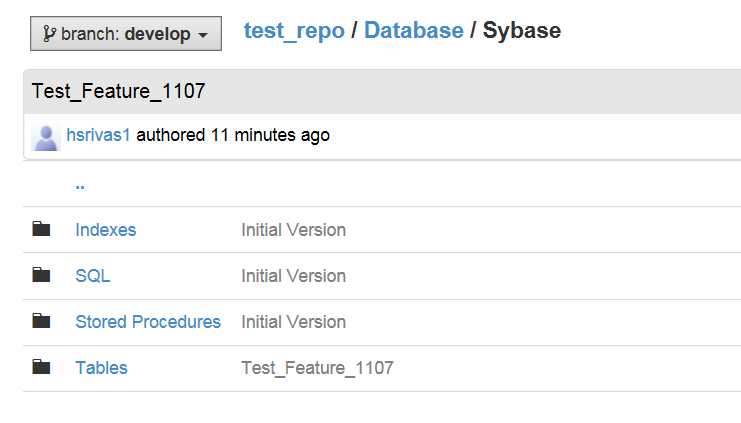 branch: develop test_repo / Database / Sybase
Test_Feature_1107
hsrivas1 authored 11 minutes ago
..
Indexes Initial Version
SQL Initial Version
Stored Procedures Initial Version
Tables Test_Feature_1107